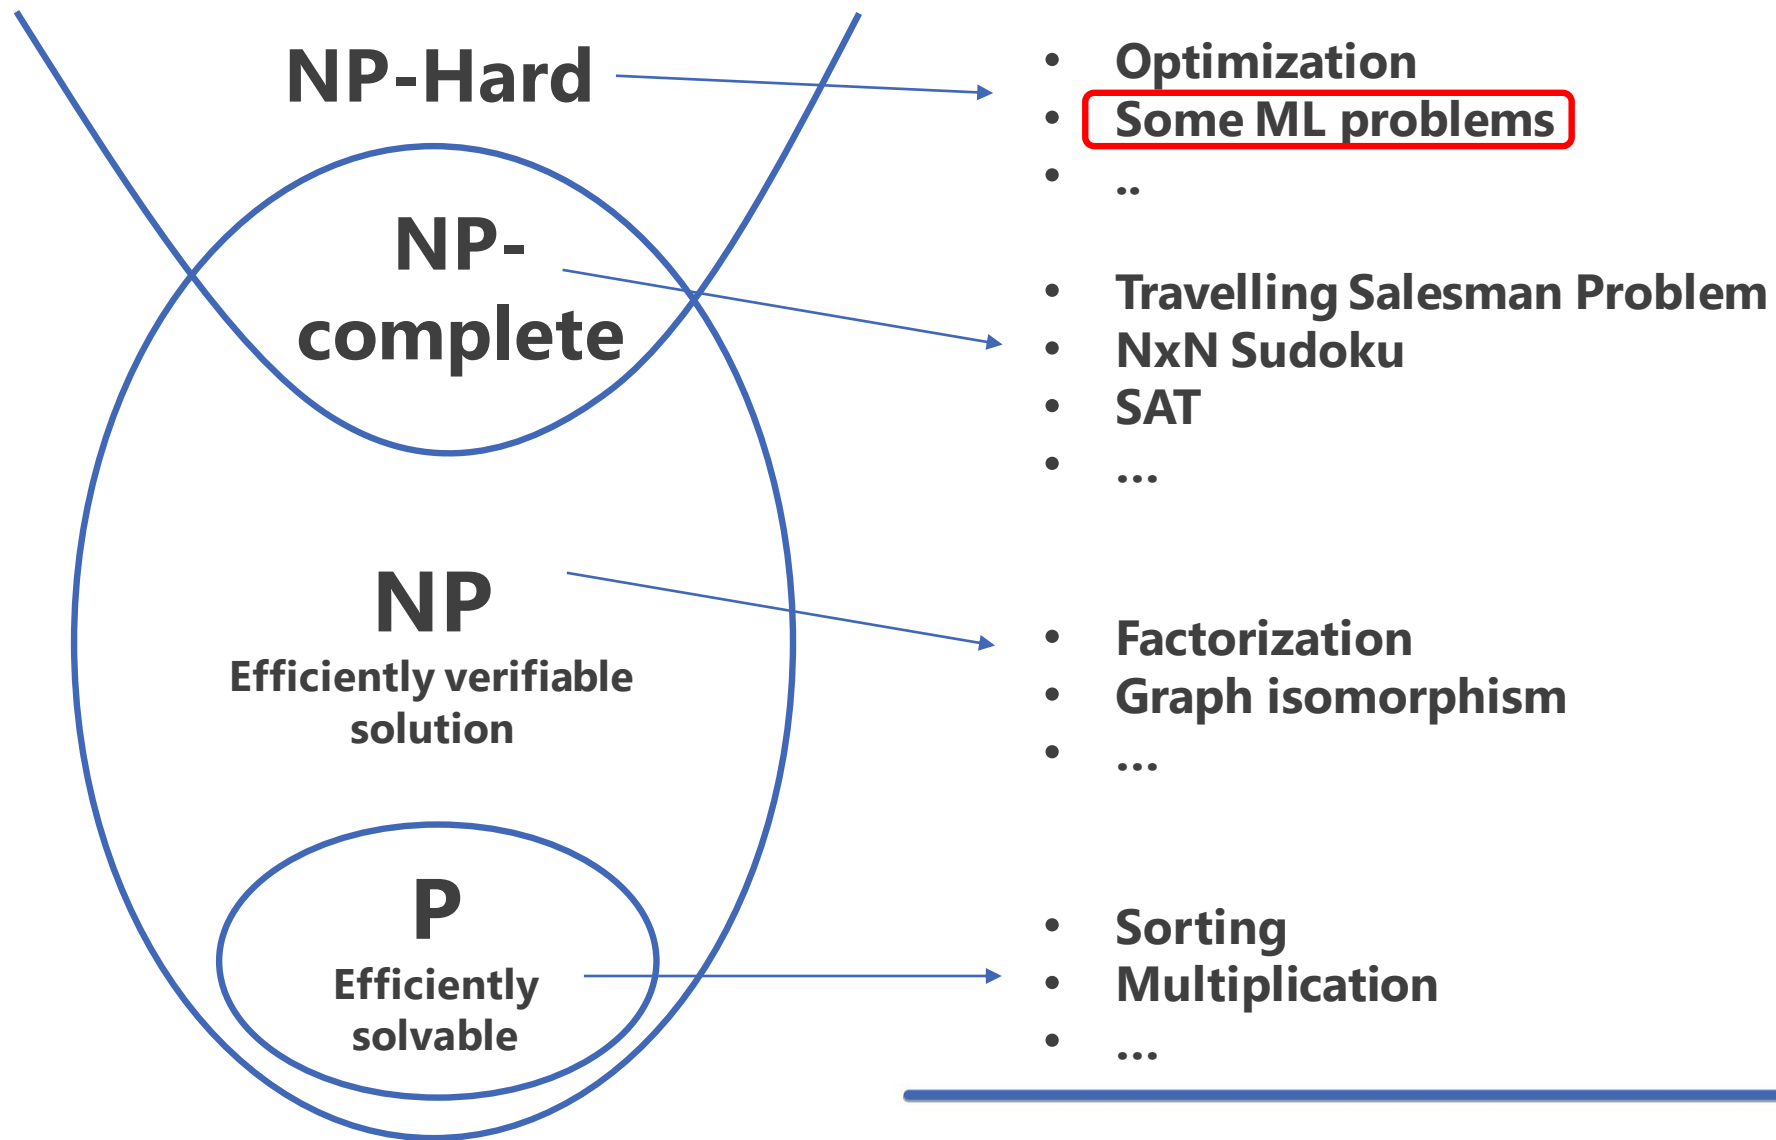 NP-Hard
• Optimization
• Some ML problems
• ..
NP-
complete
• Travelling Salesman Problem
• NxN Sudoku
• SAT
• ...
NP
Efficiently verifiable
solution
• Factorization
• Graph isomorphism
• ...
P
Efficiently
solvable
• Sorting
• Multiplication
• ...